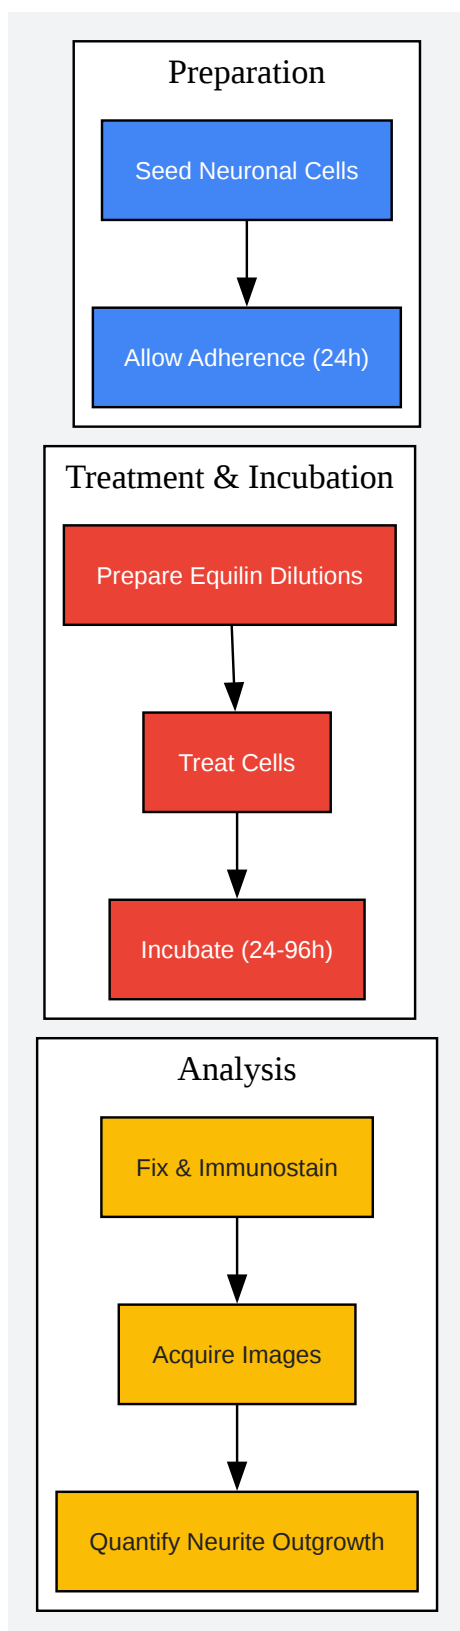 Preparation
Seed Neuronal Cells
Allow Adherence (24h)
Treatment & Incubation
Prepare Equilin Dilutions
Treat Cells
Incubate (24-96h)
Analysis
Fix & Immunostain
Acquire Images
Quantify Neurite Outgrowth